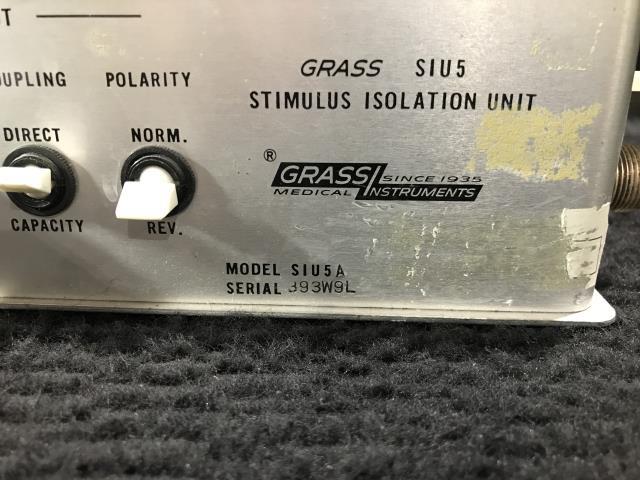 GRASS SIU5
STIMULUS ISOLATION UNIT
POLARITY
DIRECT
NORM.
CAPACITY
REV.
®
GRASS SINCE 1935
MEDICAL INSTRUMENTS
MODEL SIU5A
SERIAL 393W9L